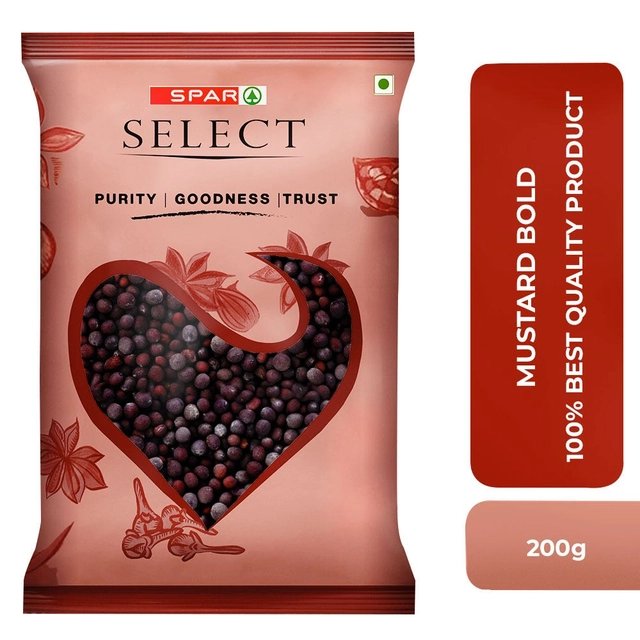 SPAR
SELECT
PURITY | GOODNESS | TRUST
MUSTARD BOLD
100% BEST QUALITY PRODUCT
200g